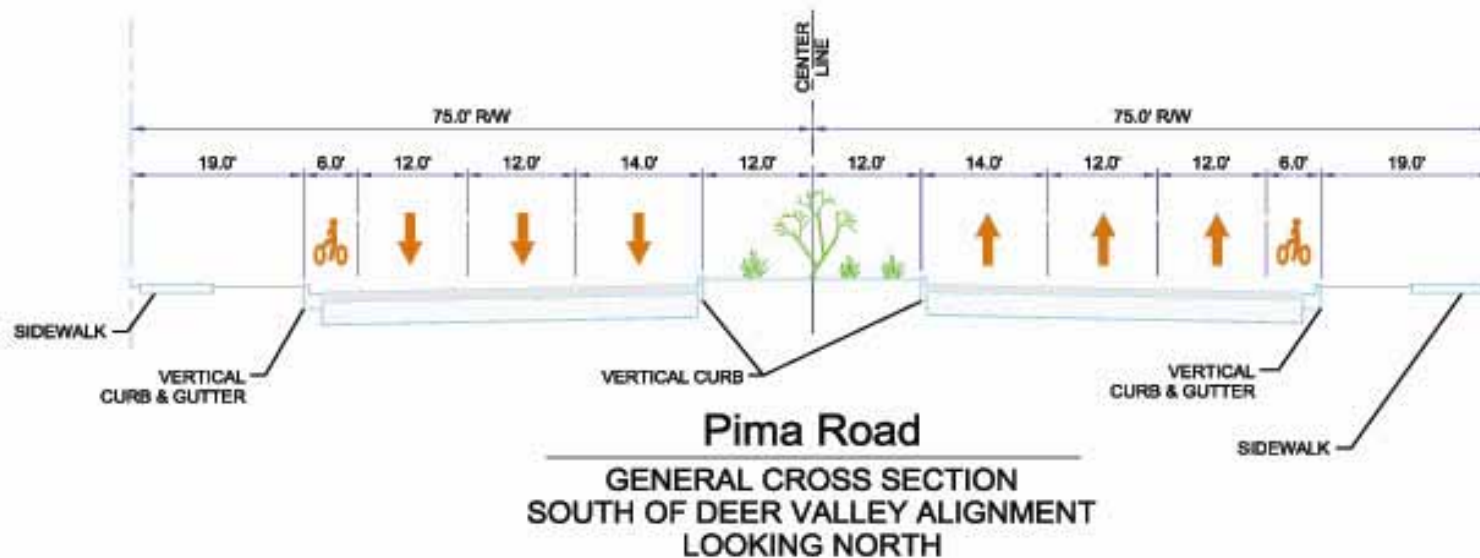 CENTER
LINE
75.0' R/W 75.0' R/W
19.0' 6.0' 12.0' 12.0' 14.0' 12.0' 12.0' 14.0' 12.0' 12.0' 6.0' 19.0'
SIDEWALK
VERTICAL
CURB & GUTTER
VERTICAL CURB
VERTICAL
CURB & GUTTER
SIDEWALK
Pima Road
GENERAL CROSS SECTION
SOUTH OF DEER VALLEY ALIGNMENT
LOOKING NORTH